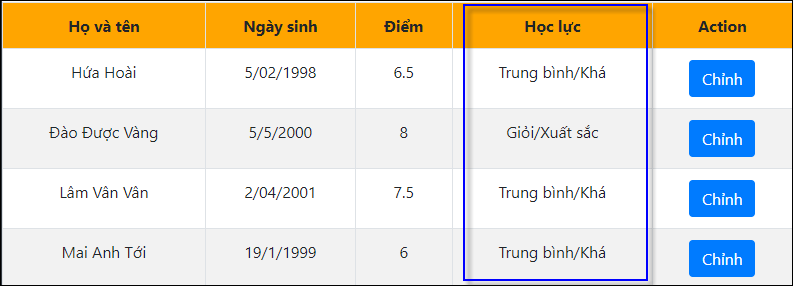 Họ và tên Ngày sinh Điểm Học lực Action
Hứa Hoài 5/02/1998 6.5 Trung bình/Khá Chỉnh
Đào Được Vàng 5/5/2000 8 Giỏi/Xuất sắc Chỉnh
Lâm Vân Vân 2/04/2001 7.5 Trung bình/Khá Chỉnh
Mai Anh Tới 19/1/1999 6 Trung bình/Khá Chỉnh